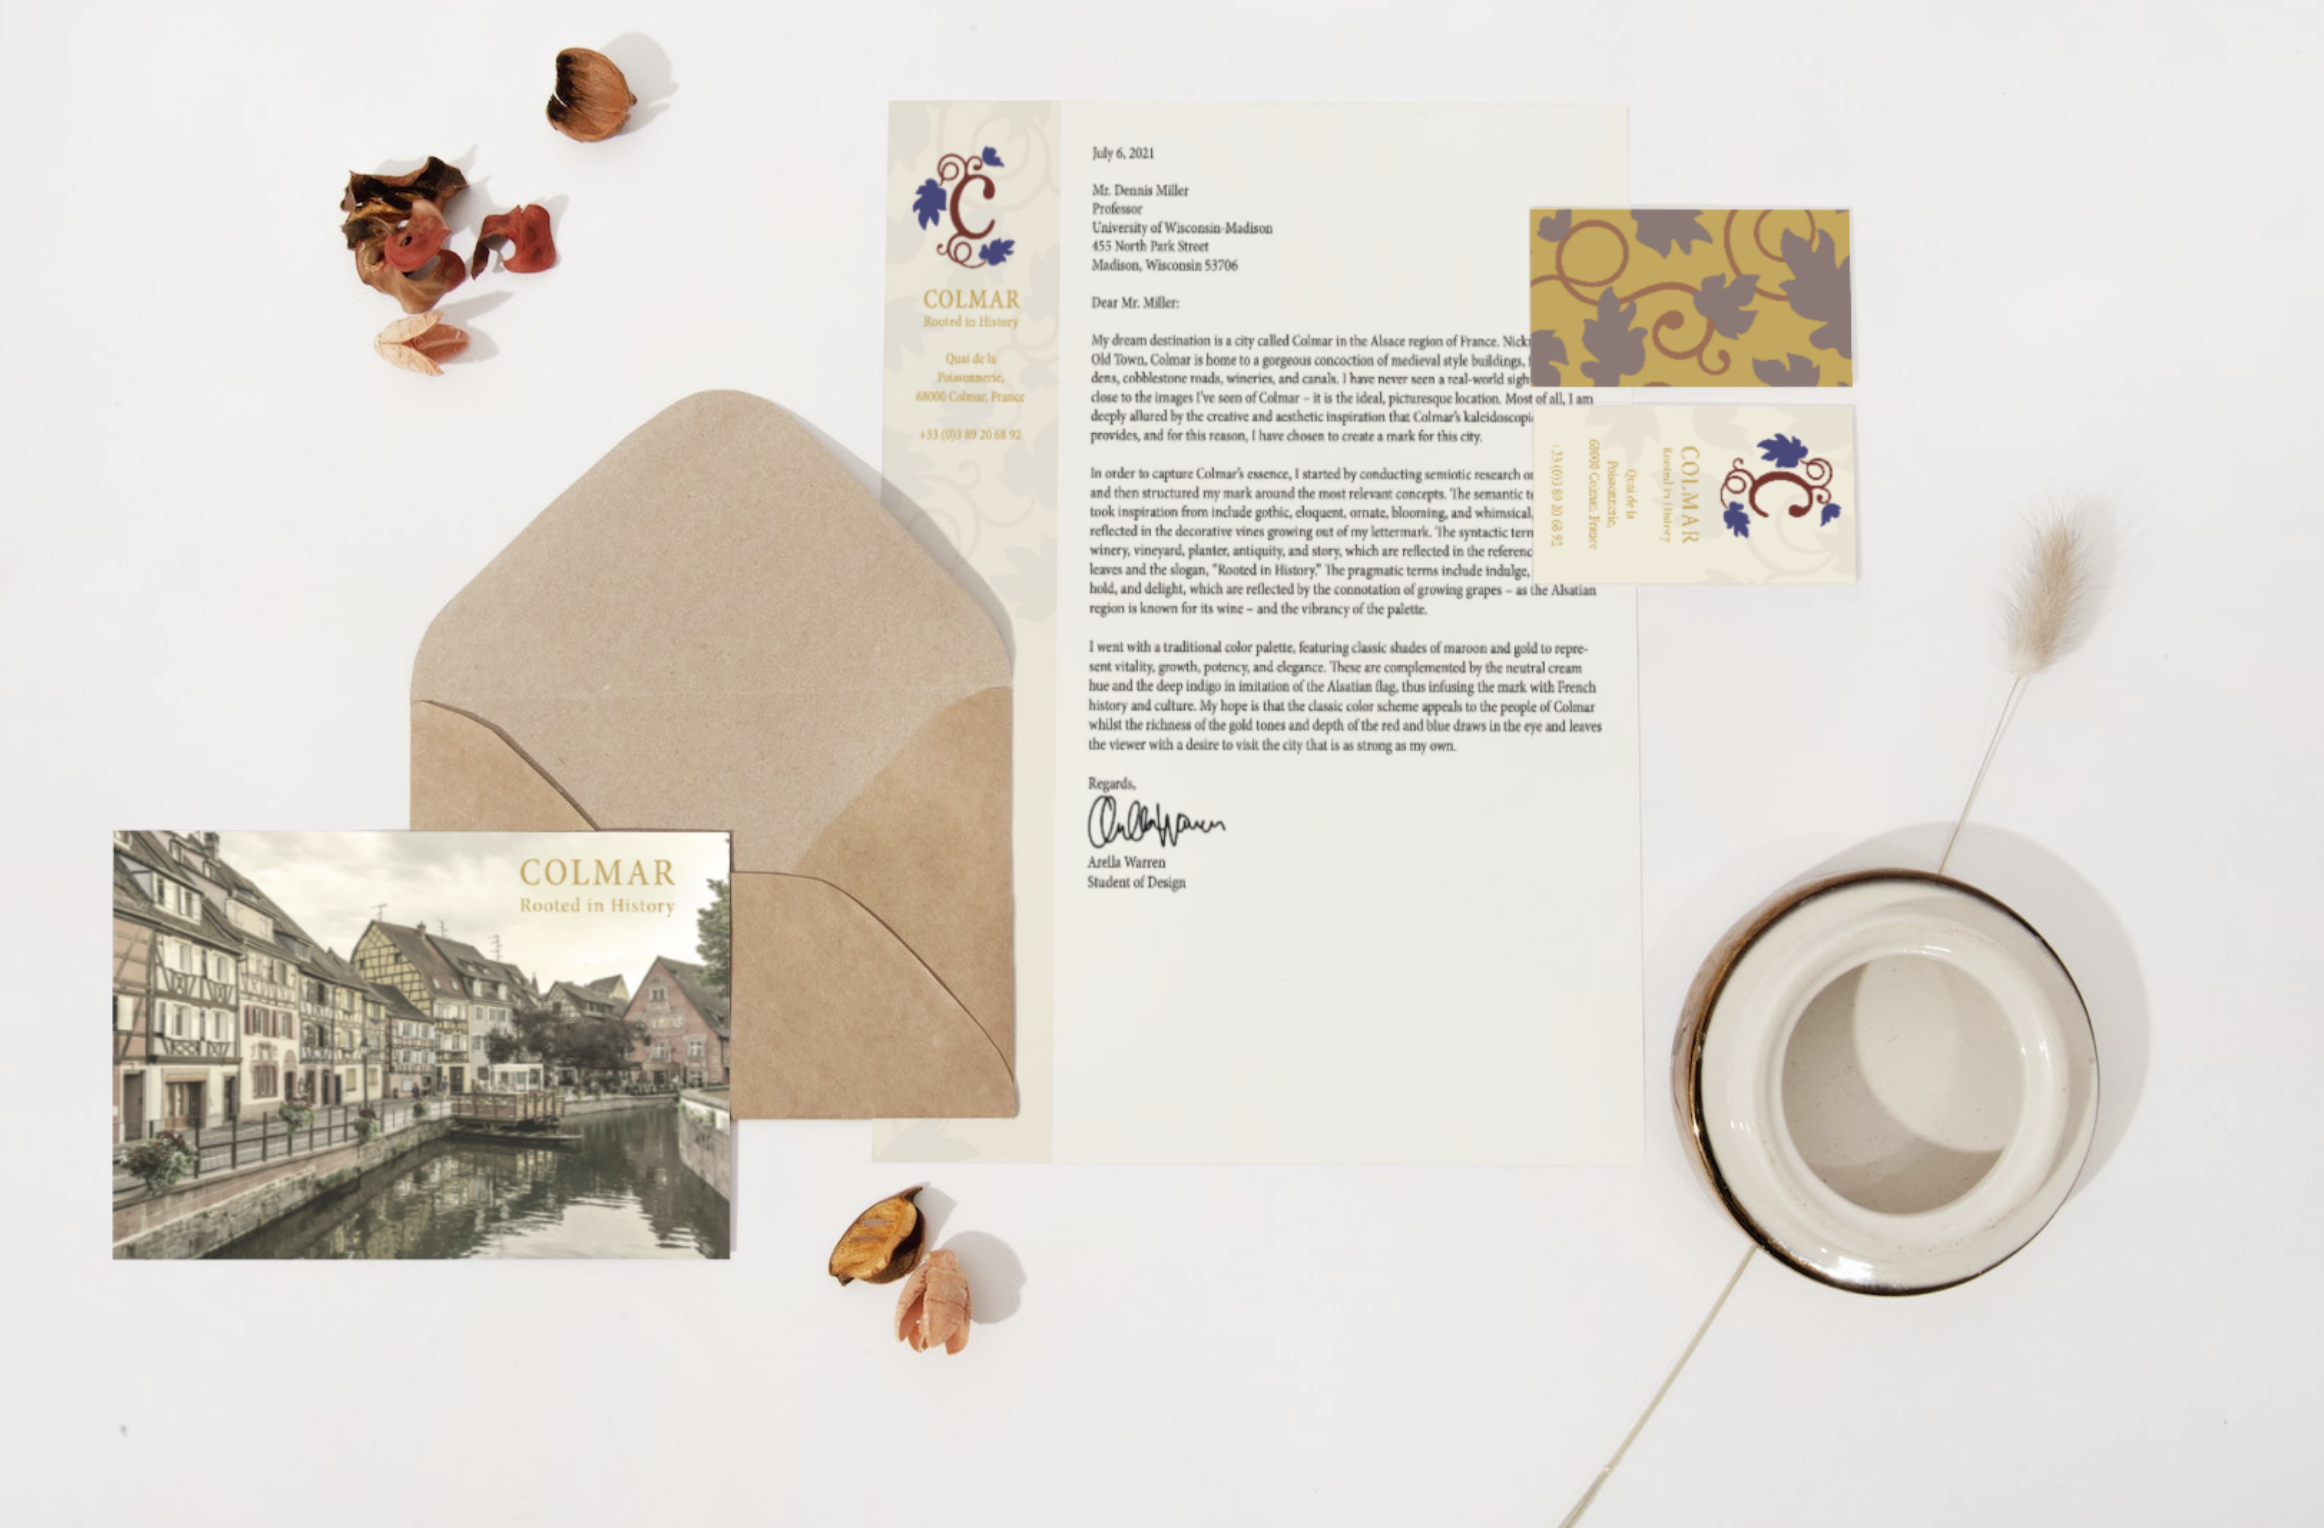 C
COLMAR
Rooted in History
Quai de la
Poissonnerie,
68000 Colmar, France
+33 (0)3 89 20 68 92
July 6, 2021
Mr. Dennis Miller
Professor
University of Wisconsin-Madison
455 North Park Street
Madison, Wisconsin 53706
Dear Mr. Miller:
My dream destination is a city called Colmar in the Alsace region of France.
Old Town, Colmar is home to a gorgeous concoction of medieval style buildings,
dens, cobblestone roads, wineries, and canals. I have never seen a real-world
close to the images I've seen of Colmar – it is the ideal, picturesque location. Most of all, I am
deeply allured by the creative and aesthetic inspiration that Colmar's
provides, and for this reason, I have chosen to create a mark for this city.
In order to capture Colmar's essence, I started by conducting semiotic research
and then structured my mark around the most relevant concepts. The semantic
took inspiration from include gothic, eloquent, ornate, blooming, and whimsical,
reflected in the decorative vines growing out of my lettermark. The syntactic
winery, vineyard, planter, antiquity, and story, which are reflected in the
leaves and the slogan, "Rooted in History." The pragmatic terms include indulge,
hold, and delight, which are reflected by the connotation of growing grapes – as the Alsatian
region is known for its wine – and the vibrancy of the palette.
I went with a traditional color palette, featuring classic shades of maroon and gold to repre-
sent vitality, growth, potency, and elegance. These are complemented by the neutral cream
hue and the deep indigo in imitation of the Alsatian flag, thus infusing the mark with French
history and culture. My hope is that the classic color scheme appeals to the people of Colmar
whilst the richness of the gold tones and depth of the red and blue draws in the eye and leaves
the viewer with a desire to visit the city that is as strong as my own.
Regards,
Arella Warren
Arella Warren
Student of Design
C
COLMAR
Rooted in History
Quai de la
Poissonnerie,
68000 Colmar, France
+33 (0)3 89 20 68 92
COLMAR
Rooted in History